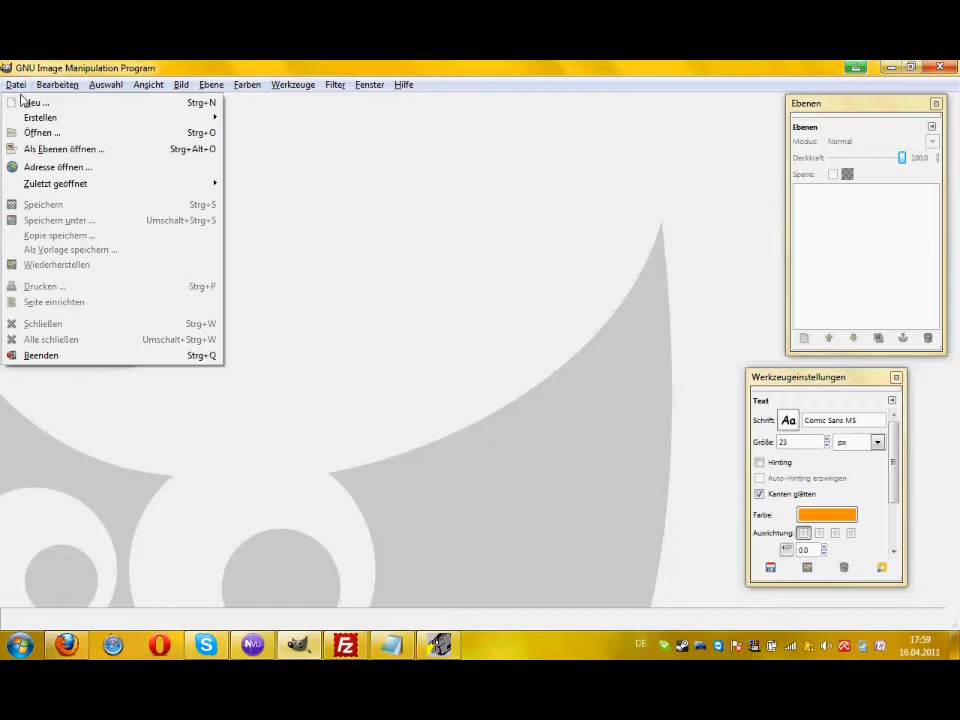 GNU Image Manipulation Program
Datei Bearbeiten Auswahl Ansicht Bild Ebene Farben Werkzeuge Filter Fenster Hilfe
Neu ... Strg+N
Erstellen
Öffnen ... Strg+O
Als Ebenen öffnen ... Strg+Alt+O
Adresse öffnen ...
Zuletzt geöffnet
Speichern Strg+S
Speichern unter ... Umschalt+Strg+S
Kopie speichern ...
Als Vorlage speichern ...
Wiederherstellen
Drucken ... Strg+P
Seite einrichten
Schließen Strg+W
Alle schließen Umschalt+Strg+W
Beenden Strg+Q
Ebenen
Ebenen
Modus: Normal
Deckkraft: 100,0
Sperre:
Werkzeugeinstellungen
Text
Schrift: Aa Comic Sans MS
Größe: 23 px
Hinting
Auto-Hinting erzwingen
Kanten glätten
Farbe:
Ausrichtung:
0,0
DE
17:59
16.04.2011